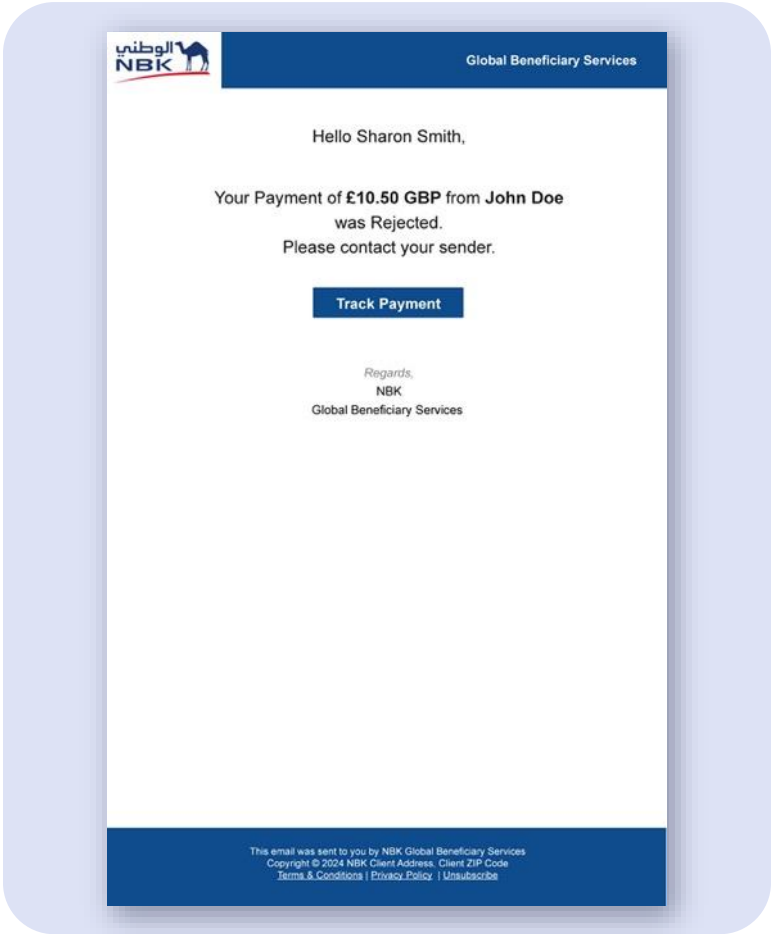 الوطني
NBK
Global Beneficiary Services
Hello Sharon Smith,
Your Payment of £10.50 GBP from John Doe
was Rejected.
Please contact your sender.
Track Payment
Regards,
NBK
Global Beneficiary Services
This email was sent to you by NBK Global Beneficiary Services
Copyright © 2024 NBK Client Address, Client ZIP Code
Terms & Conditions | Privacy Policy | Unsubscribe